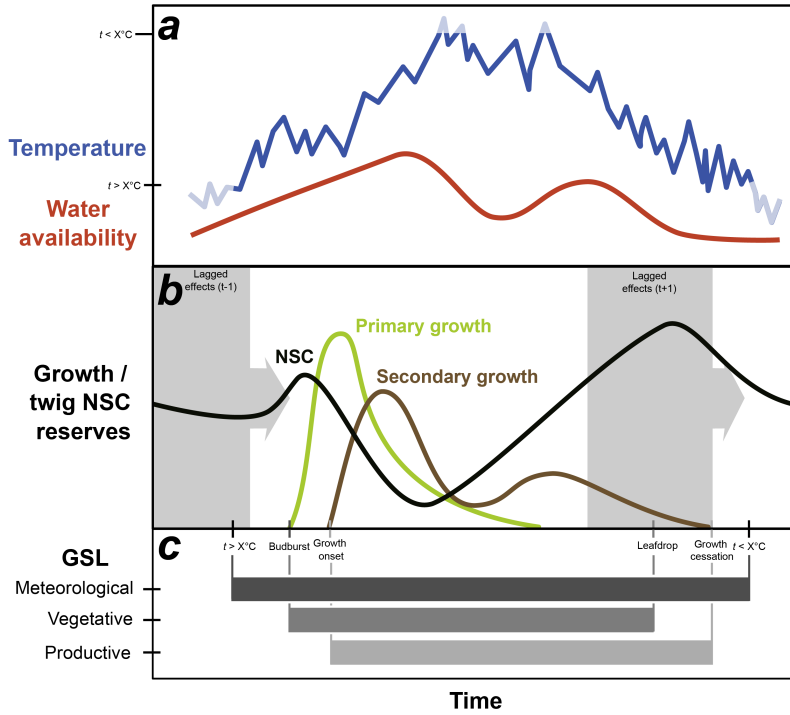 a
t < X°C
Temperature
t > X°C
Water
availability
b
Lagged
effects (t-1)
Lagged
effects (t+1)
Primary growth
NSC
Secondary growth
Growth /
twig NSC
reserves
c
GSL
t > X°C
Budburst
Growth
onset
Leafdrop
Growth
cessation
t < X°C
Meteorological
Vegetative
Productive
Time